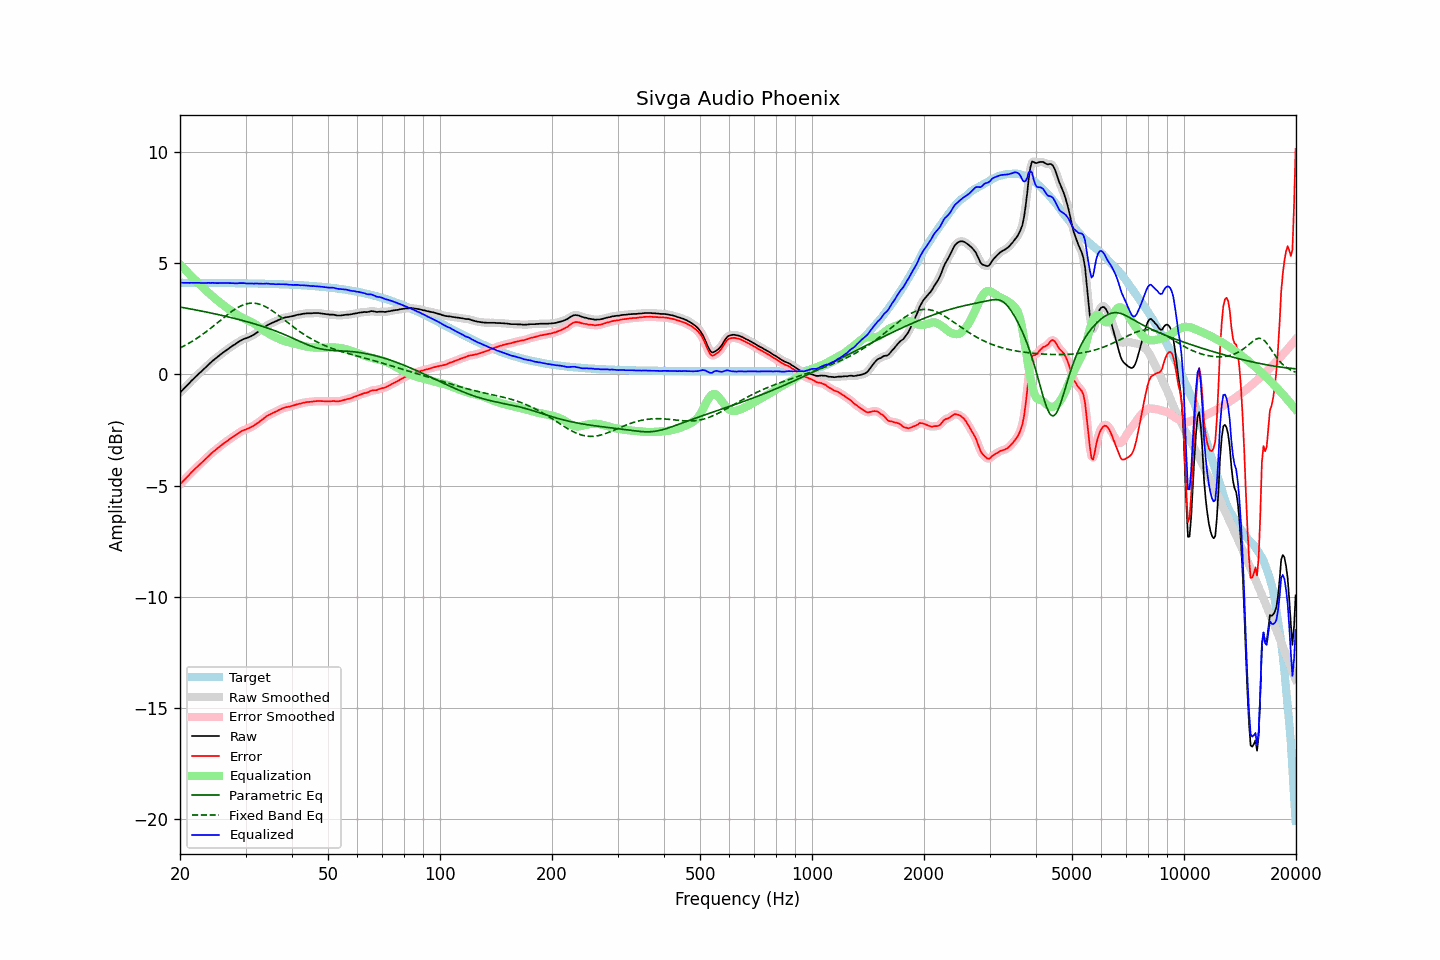 Sivga Audio Phoenix
10
5
0
−5
−10
−15
−20
Amplitude (dBr)
Target
Raw Smoothed
Error Smoothed
Raw
Error
Equalization
Parametric Eq
Fixed Band Eq
Equalized
20 50 100 200 500 1000 2000 5000 10000 20000
Frequency (Hz)